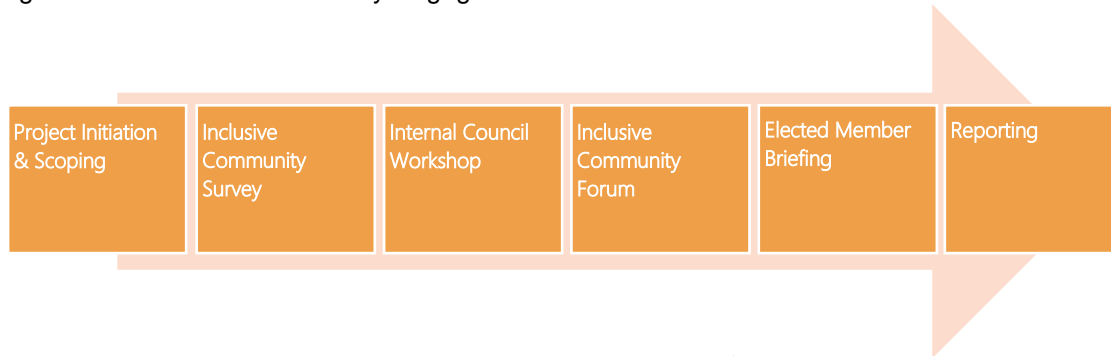 Project Initiation
& Scoping
Inclusive
Community
Survey
Internal Council
Workshop
Inclusive
Community
Forum
Elected Member
Briefing
Reporting